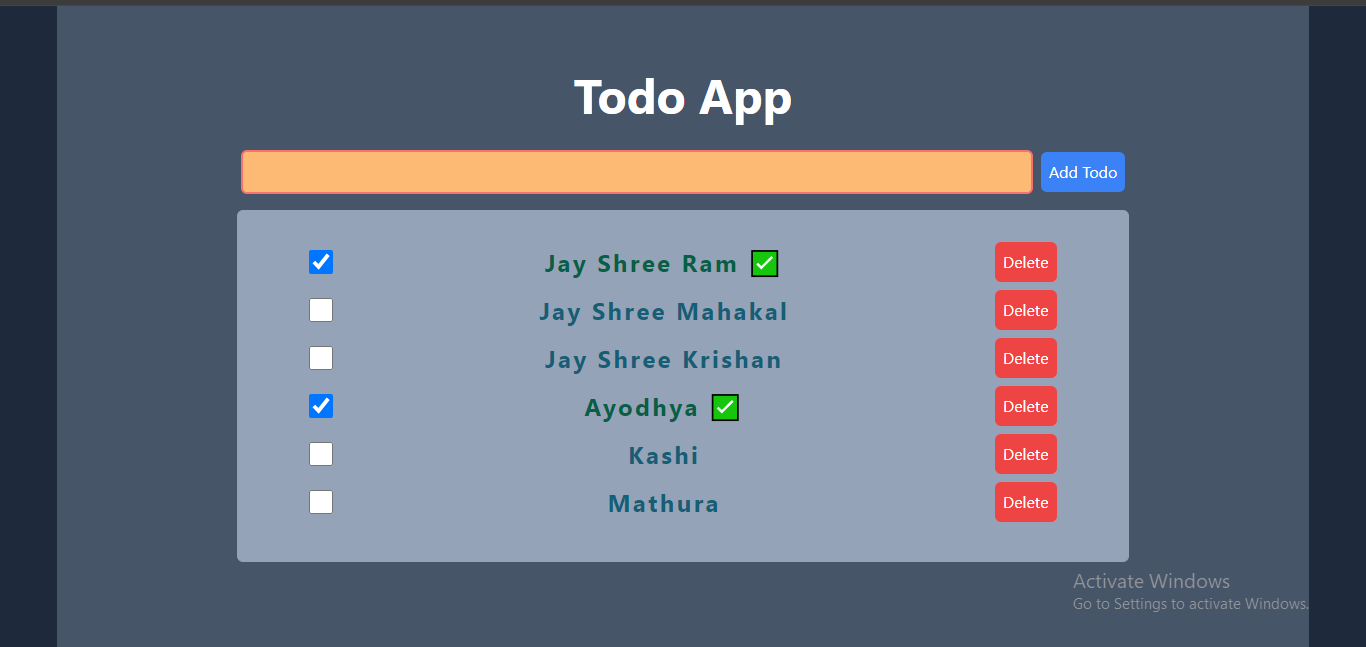 Todo App
Add Todo
Jay Shree Ram ✅ Delete
Jay Shree Mahakal Delete
Jay Shree Krishan Delete
Ayodhya ✅ Delete
Kashi Delete
Mathura Delete
Activate Windows
Go to Settings to activate Windows.